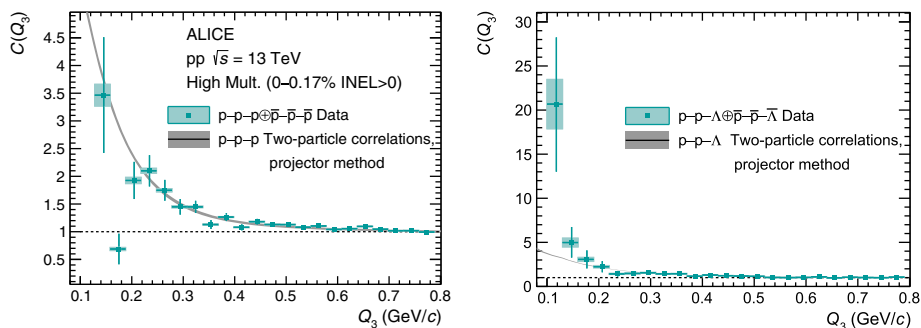 C(Q₃)
4.5
4
3.5
3
2.5
2
1.5
1
0.5
ALICE
pp √s = 13 TeV
High Mult. (0–0.17% INEL>0)
p–p–p⊕p̅–p̅–p̅ Data
p–p–p Two-particle correlations,
projector method
0.1 0.2 0.3 0.4 0.5 0.6 0.7 0.8
Q₃ (GeV/c)
C(Q₃)
30
25
20
15
10
5
0
p–p–Λ⊕p̅–p̅–Λ̅ Data
p–p–Λ Two-particle correlations,
projector method
0.1 0.2 0.3 0.4 0.5 0.6 0.7 0.8
Q₃ (GeV/c)